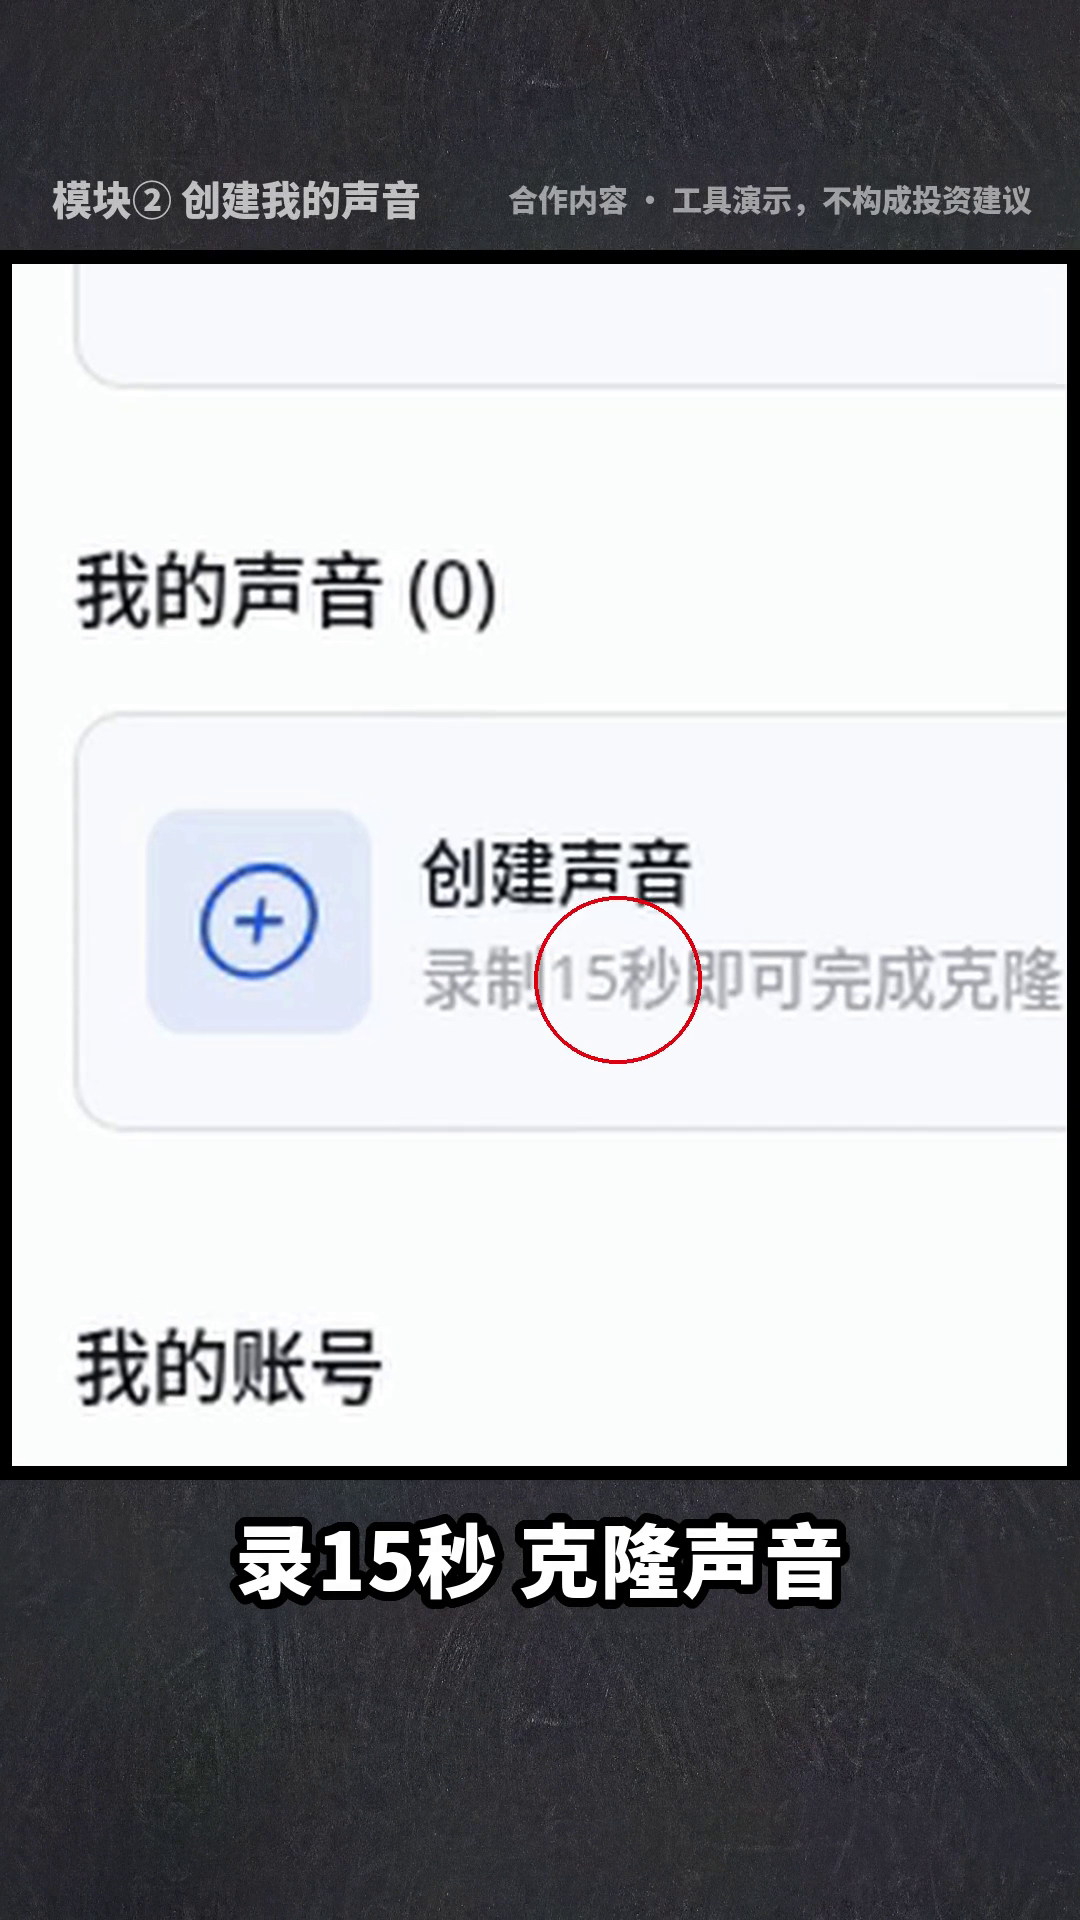 模块② 创建我的声音
合作内容 · 工具演示，不构成投资建议
我的声音 (0)
创建声音
录制15秒即可完成克隆
我的账号
录15秒 克隆声音